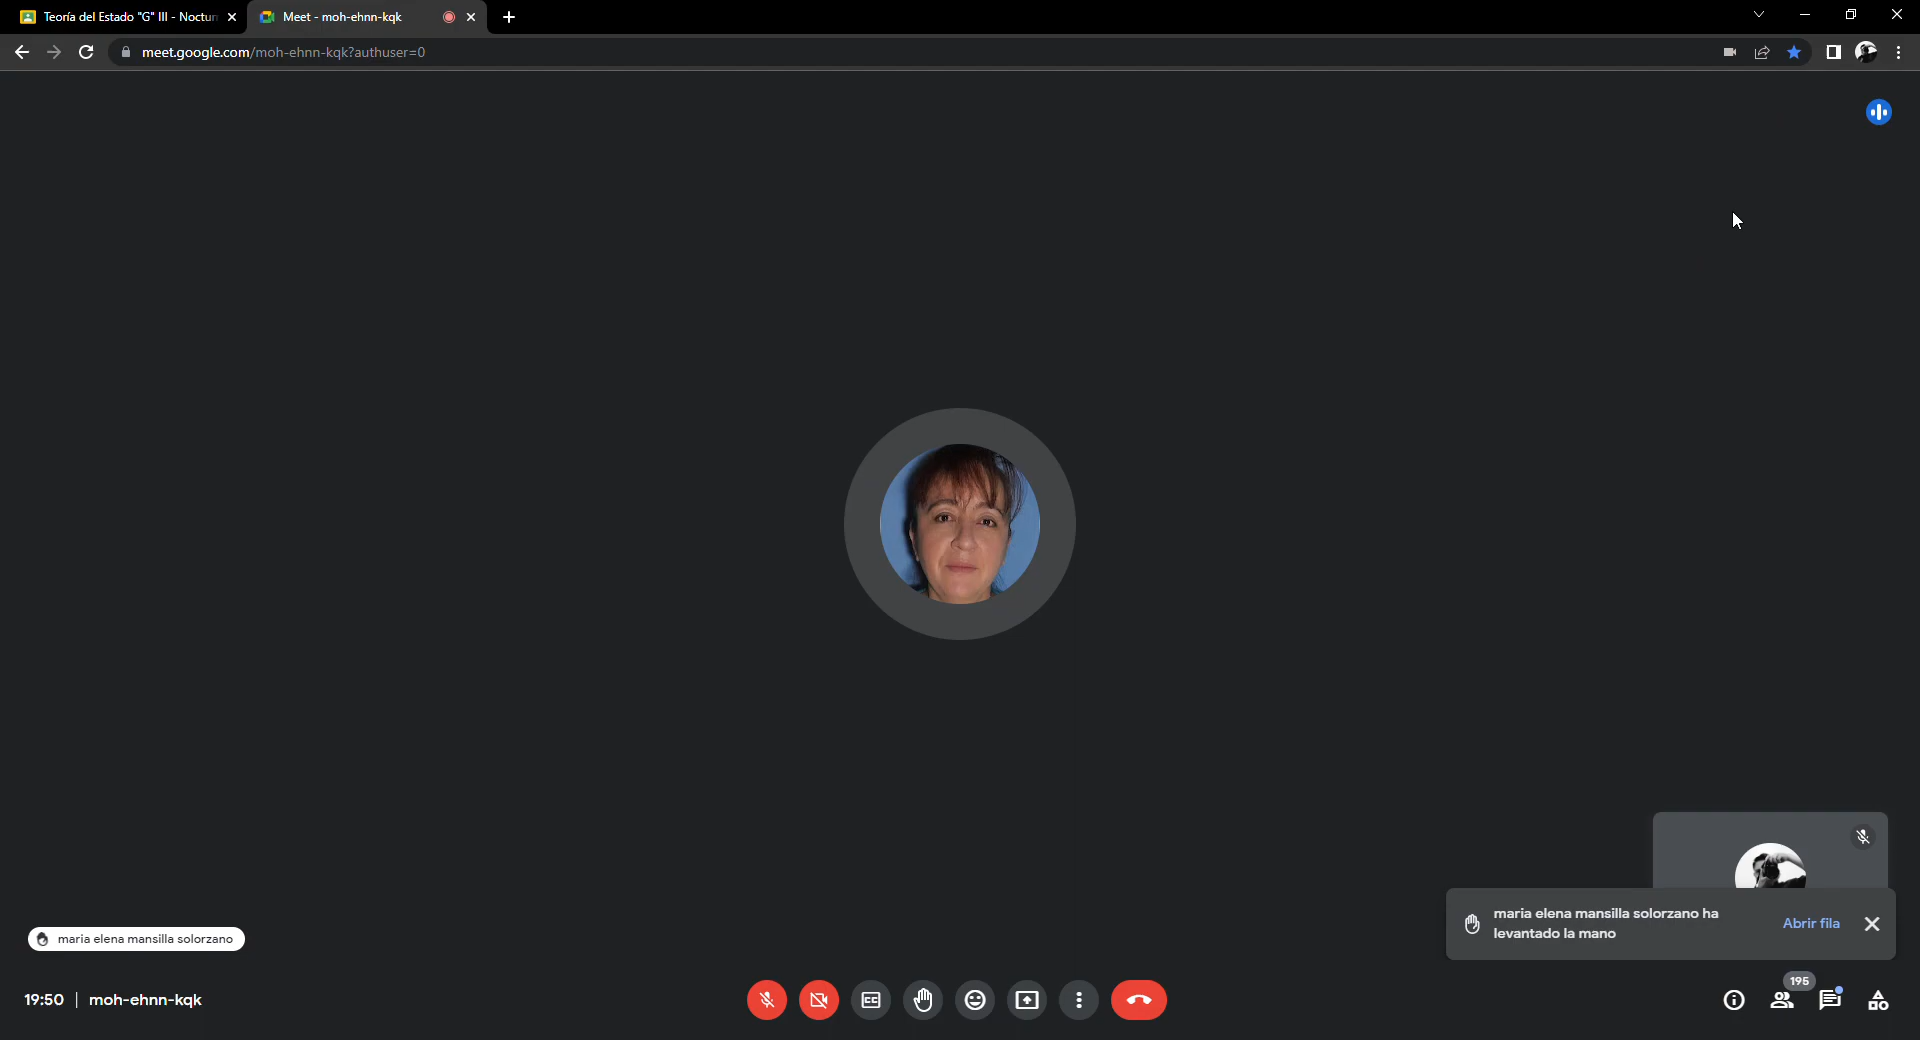 Teoría del Estado "G" III - Noctur
Meet - moh-ehnn-kqk
meet.google.com/moh-ehnn-kqk?authuser=0
maria elena mansilla solorzano ha
levantado la mano
Abrir fila
maria elena mansilla solorzano
19:50 | moh-ehnn-kqk
CC
195